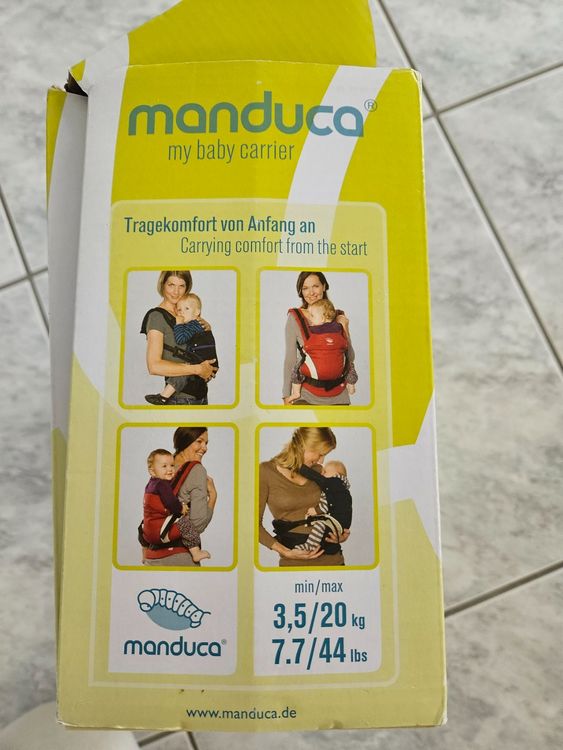 manduca®
my baby carrier
Tragekomfort von Anfang an
Carrying comfort from the start
min/max
3,5/20 kg
7.7/44 lbs
manduca®
www.manduca.de